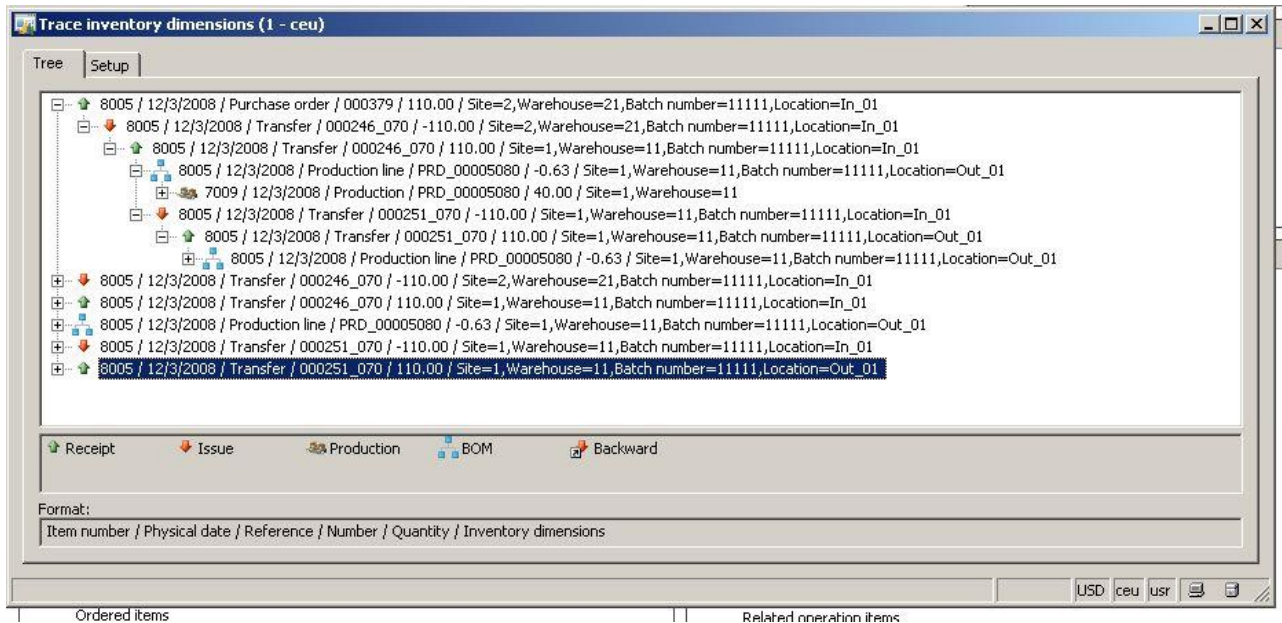 Trace inventory dimensions (1 - ceu)
Tree Setup
8005 / 12/3/2008 / Purchase order / 000379 / 110.00 / Site=2,Warehouse=21,Batch number=11111,Location=In_01
8005 / 12/3/2008 / Transfer / 000246_070 / -110.00 / Site=2,Warehouse=21,Batch number=11111,Location=In_01
8005 / 12/3/2008 / Transfer / 000246_070 / 110.00 / Site=1,Warehouse=11,Batch number=11111,Location=In_01
8005 / 12/3/2008 / Production line / PRD_00005080 / -0.63 / Site=1,Warehouse=11,Batch number=11111,Location=Out_01
7009 / 12/3/2008 / Production / PRD_00005080 / 40.00 / Site=1,Warehouse=11
8005 / 12/3/2008 / Transfer / 000251_070 / -110.00 / Site=1,Warehouse=11,Batch number=11111,Location=In_01
8005 / 12/3/2008 / Transfer / 000251_070 / 110.00 / Site=1,Warehouse=11,Batch number=11111,Location=Out_01
8005 / 12/3/2008 / Production line / PRD_00005080 / -0.63 / Site=1,Warehouse=11,Batch number=11111,Location=Out_01
8005 / 12/3/2008 / Transfer / 000246_070 / -110.00 / Site=2,Warehouse=21,Batch number=11111,Location=In_01
8005 / 12/3/2008 / Transfer / 000246_070 / 110.00 / Site=1,Warehouse=11,Batch number=11111,Location=In_01
8005 / 12/3/2008 / Production line / PRD_00005080 / -0.63 / Site=1,Warehouse=11,Batch number=11111,Location=Out_01
8005 / 12/3/2008 / Transfer / 000251_070 / -110.00 / Site=1,Warehouse=11,Batch number=11111,Location=In_01
8005 / 12/3/2008 / Transfer / 000251_070 / 110.00 / Site=1,Warehouse=11,Batch number=11111,Location=Out_01
Receipt Issue Production BOM Backward
Format:
Item number / Physical date / Reference / Number / Quantity / Inventory dimensions
USD ceu usr
Ordered items Related operation items